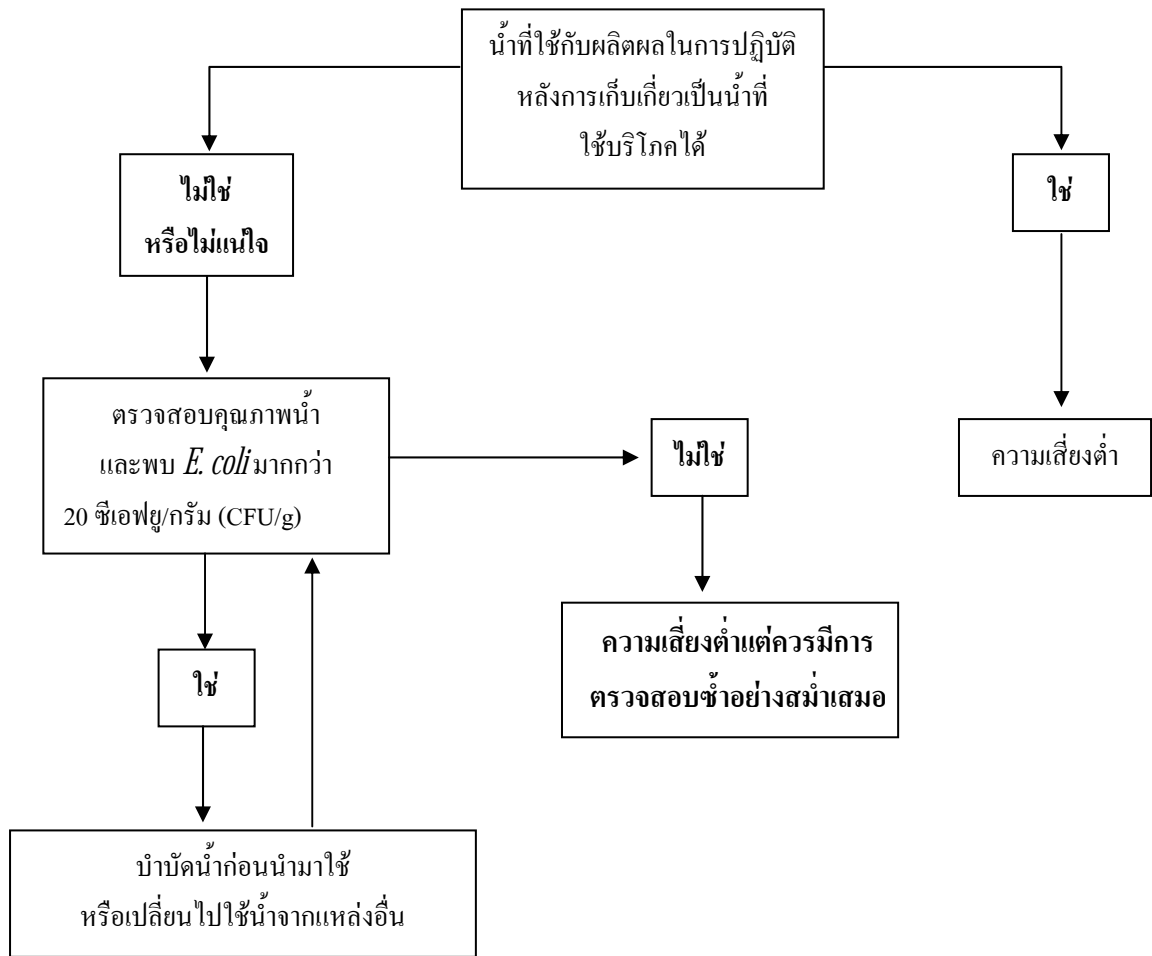 น้ำที่ใช้กับผลิตผลในการปฏิบัติ
หลังการเก็บเกี่ยวเป็นน้ำที่
ใช้บริโภคได้
ไม่ใช่
หรือไม่แน่ใจ
ใช่
ตรวจสอบคุณภาพน้ำ
และพบ E. coli มากกว่า
20 ซีเอฟยู/กรัม (CFU/g)
ไม่ใช่
ความเสี่ยงต่ำ
ความเสี่ยงต่ำแต่ควรมีการ
ตรวจสอบซ้ำอย่างสม่ำเสมอ
ใช่
บำบัดน้ำก่อนนำมาใช้
หรือเปลี่ยนไปใช้น้ำจากแหล่งอื่น